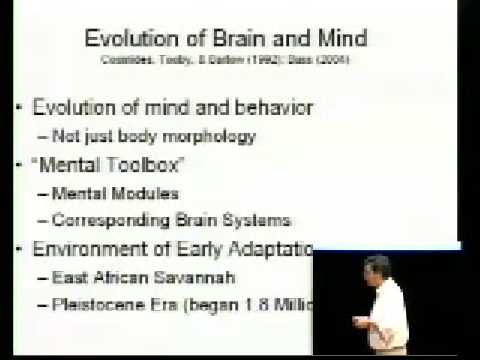 Evolution of Brain and Mind
Cosmides, Tooby, & Barkow (1992); Buss (2004)
• Evolution of mind and behavior
– Not just body morphology
• “Mental Toolbox”
– Mental Modules
– Corresponding Brain Systems
• Environment of Early Adaptatio
– East African Savannah
– Pleistocene Era (began 1.8 Millio